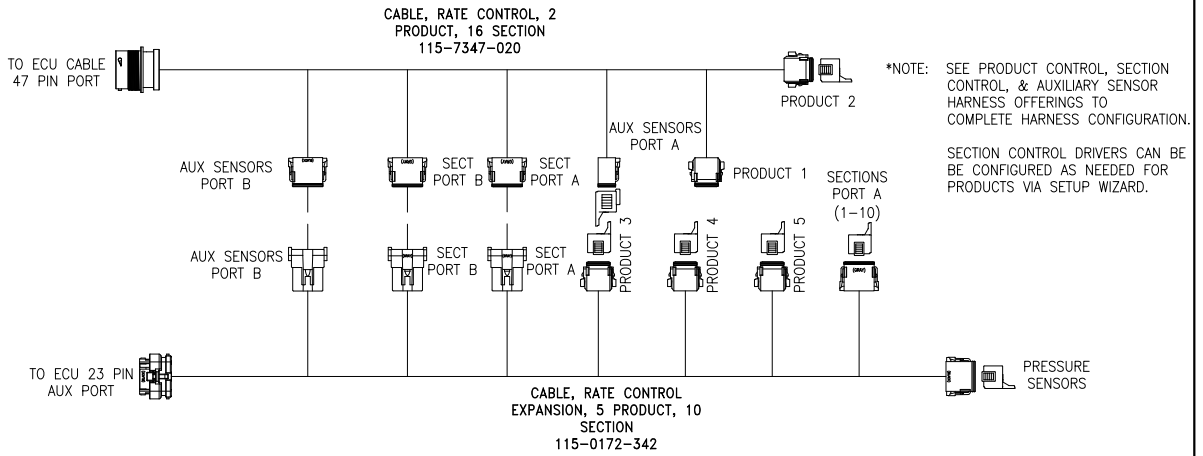 CABLE, RATE CONTROL, 2
PRODUCT, 16 SECTION
115-7347-020
TO ECU CABLE
47 PIN PORT
PRODUCT 2
*NOTE: SEE PRODUCT CONTROL, SECTION
CONTROL, & AUXILIARY SENSOR
HARNESS OFFERINGS TO
COMPLETE HARNESS CONFIGURATION.
SECTION CONTROL DRIVERS CAN BE
BE CONFIGURED AS NEEDED FOR
PRODUCTS VIA SETUP WIZARD.
AUX SENSORS
PORT A
AUX SENSORS
PORT B
SECT
PORT B
SECT
PORT A
PRODUCT 1
SECTIONS
PORT A
(1-10)
AUX SENSORS
PORT B
SECT
PORT B
SECT
PORT A
PRODUCT 3
PRODUCT 4
PRODUCT 5
(GRAY)
TO ECU 23 PIN
AUX PORT
PRESSURE
SENSORS
CABLE, RATE CONTROL
EXPANSION, 5 PRODUCT, 10
SECTION
115-0172-342